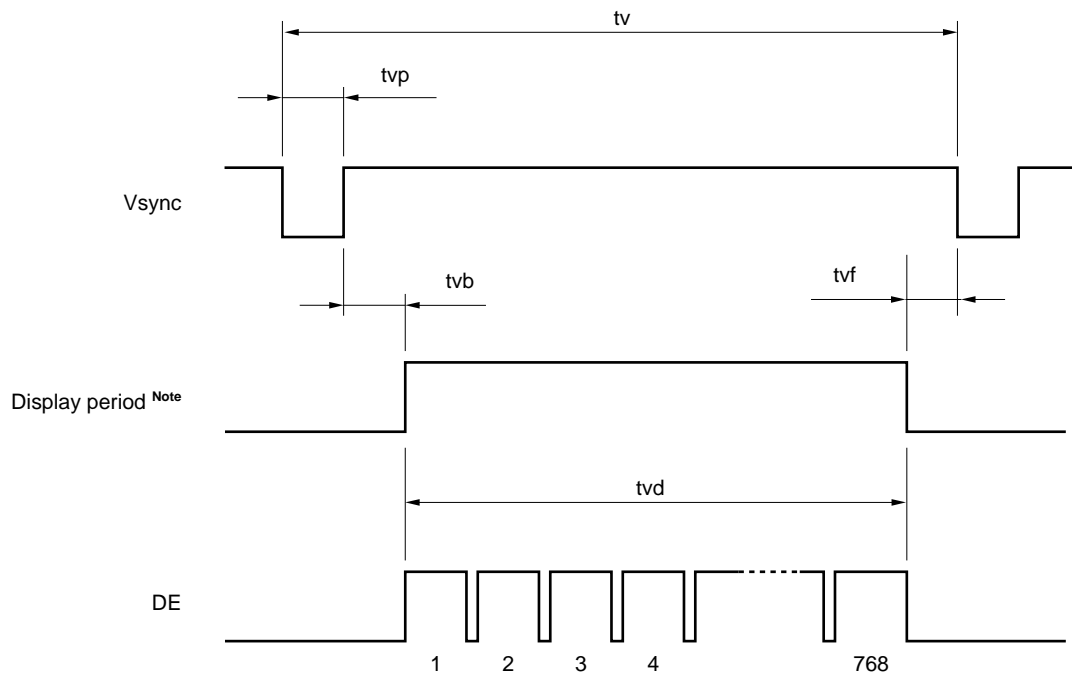 tv
tvp
Vsync
tvb
tvf
Display period Note
tvd
DE
1 2 3 4 768